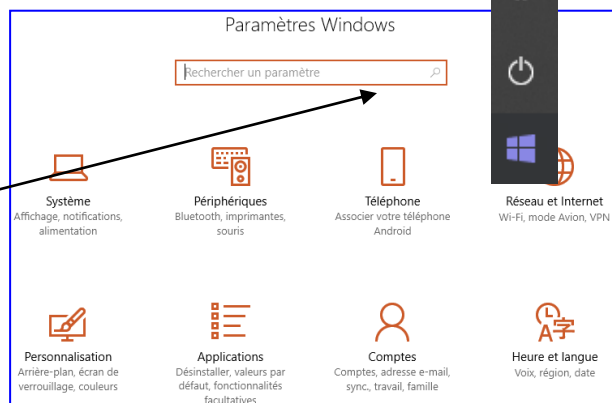 Paramètres Windows
Rechercher un paramètre
Système
Affichage, notifications,
alimentation
Périphériques
Bluetooth, imprimantes,
souris
Téléphone
Associer votre téléphone
Android
Réseau et Internet
Wi-Fi, mode Avion, VPN
Personnalisation
Arrière-plan, écran de
verrouillage, couleurs
Applications
Désinstaller, valeurs par
défaut, fonctionnalités
facultatives
Comptes
Comptes, adresse e-mail,
sync., travail, famille
Heure et langue
Voix, région, date